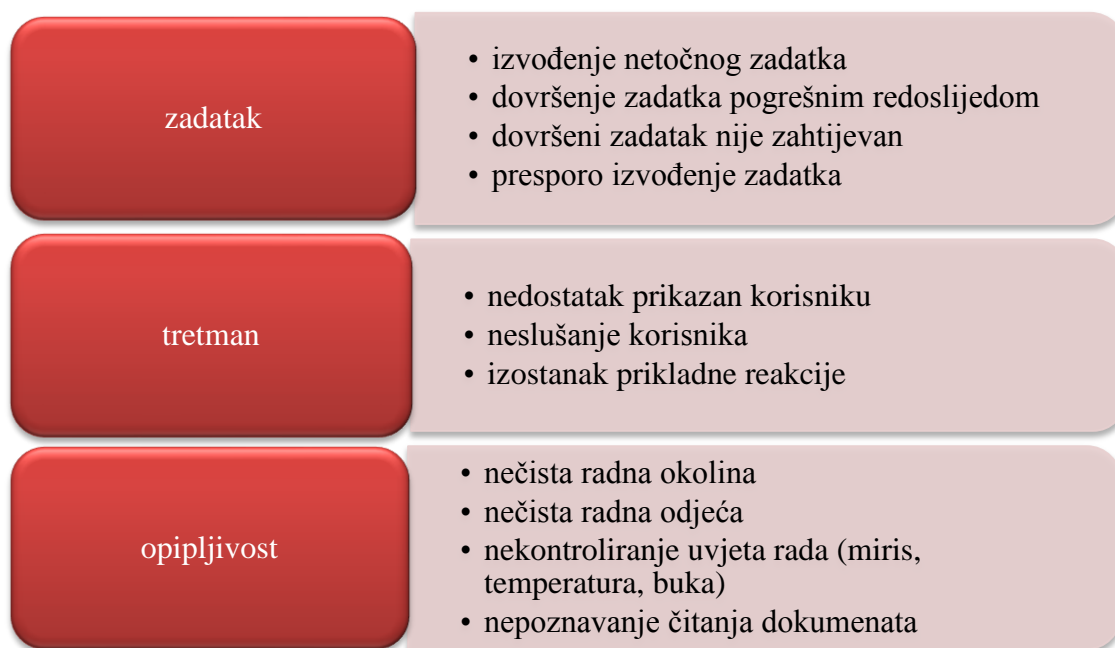 zadatak
• izvođenje netočnog zadatka
• dovršenje zadatka pogrešnim redoslijedom
• dovršeni zadatak nije zahtijevan
• presporo izvođenje zadatka
tretman
• nedostatak prikazan korisniku
• neslušanje korisnika
• izostanak prikladne reakcije
opipljivost
• nečista radna okolina
• nečista radna odjeća
• nekontroliranje uvjeta rada (miris,
temperatura, buka)
• nepoznavanje čitanja dokumenata